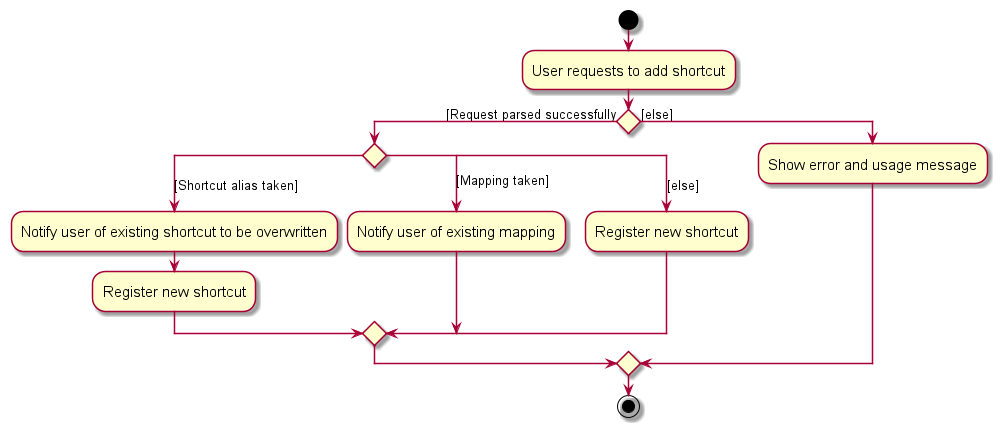 User requests to add shortcut
[Request parsed successfully
[else]
[Shortcut alias taken]
[Mapping taken]
[else]
Show error and usage message
Notify user of existing shortcut to be overwritten
Notify user of existing mapping
Register new shortcut
Register new shortcut